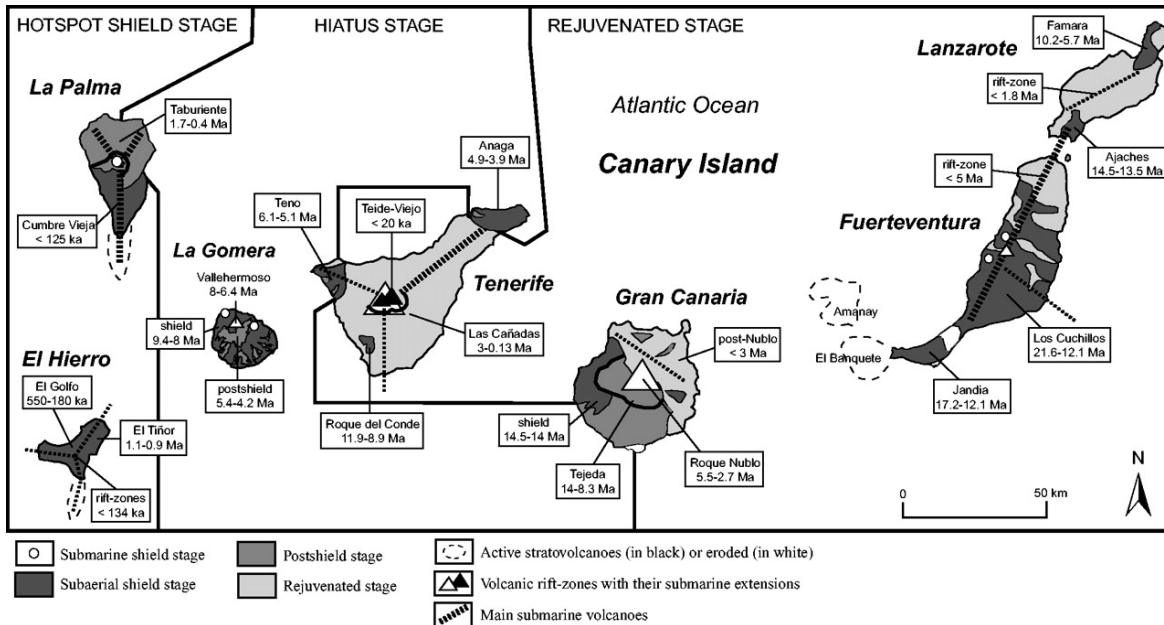 HOTSPOT SHIELD STAGE
HIATUS STAGE
REJUVENATED STAGE
La Palma
Taburiente
1.7-0.4 Ma
Cumbre Vieja
< 125 ka
El Hierro
El Golfo
550-180 ka
El Tiñor
1.1-0.9 Ma
rift-zones
< 134 ka
La Gomera
Vallehermoso
8-6.4 Ma
shield
9.4-8 Ma
postshield
5.4-4.2 Ma
Teno
6.1-5.1 Ma
Teide-Viejo
< 20 ka
Anaga
4.9-3.9 Ma
Tenerife
Las Cañadas
3-0.13 Ma
Roque del Conde
11.9-8.9 Ma
Atlantic Ocean
Canary Island
Gran Canaria
post-Nublo
< 3 Ma
shield
14.5-14 Ma
Tejeda
14-8.3 Ma
Roque Nublo
5.5-2.7 Ma
Lanzarote
Famara
10.2-5.7 Ma
rift-zone
< 1.8 Ma
Ajaches
14.5-13.5 Ma
rift-zone
< 5 Ma
Fuerteventura
Amanay
El Banquete
Los Cuchillos
21.6-12.1 Ma
Jandia
17.2-12.1 Ma
N
0
50 km
Submarine shield stage
Subaerial shield stage
Postshield stage
Rejuvenated stage
Active stratovolcanoes (in black) or eroded (in white)
Volcanic rift-zones with their submarine extensions
Main submarine volcanoes